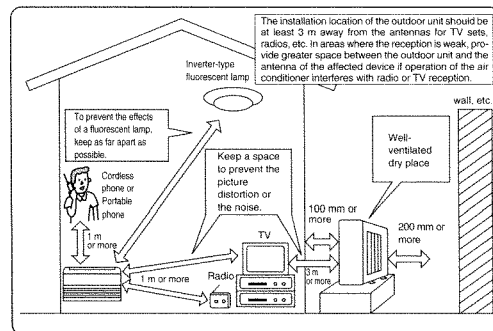 The installation location of the outdoor unit should be
at least 3 m away from the antennas for TV sets,
radios, etc. In areas where the reception is weak, pro-
vide greater space between the outdoor unit and the
antenna of the affected device if operation of the air
conditioner interferes with radio or TV reception.
Inverter-type
fluorescent lamp
wall, etc.
To prevent the effects
of a fluorescent lamp,
keep as far apart as
possible.
Well-
ventilated
dry place
Keep a space
to prevent the
picture
distortion or
the noise.
Cordless
phone or
Portable
phone
100 mm or
more
200 mm or
more
1 m
or more
TV
1 m or more
Radio
3 m
or more